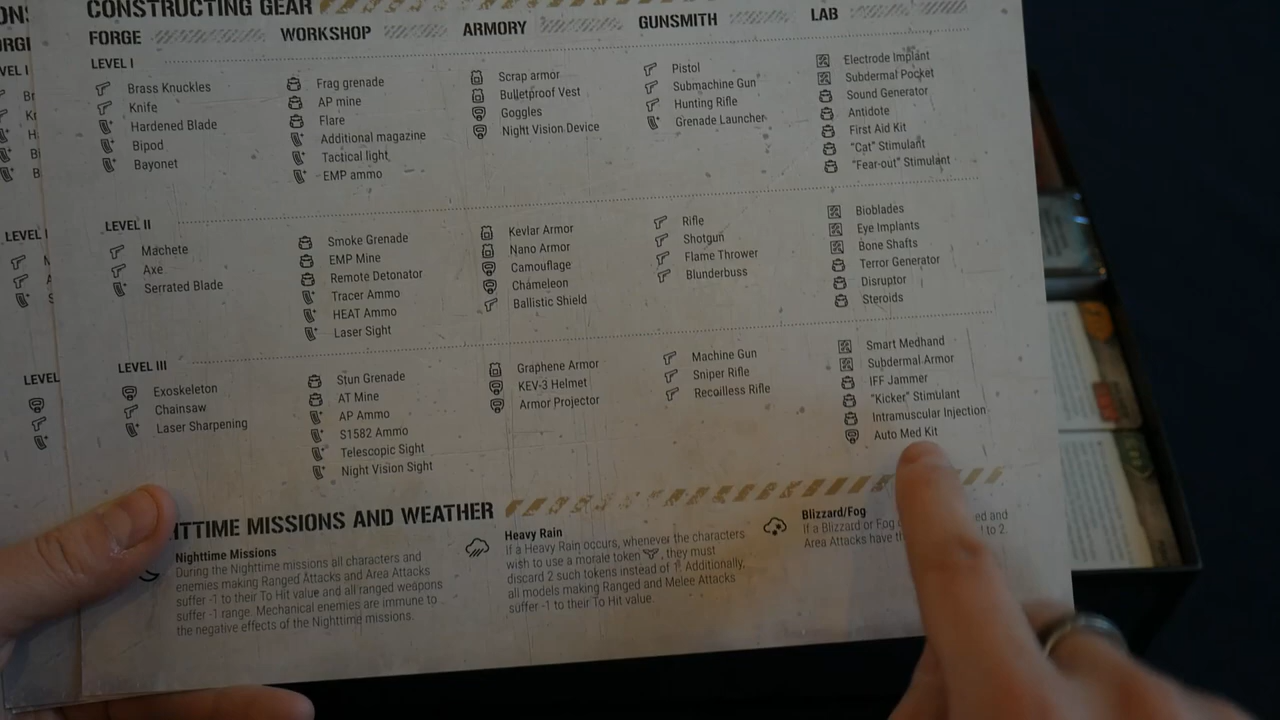 CONSTRUCTING GEAR
FORGE
LEVEL I
Brass Knuckles
Knife
Hardened Blade
Bipod
Bayonet
LEVEL II
Machete
Axe
Serrated Blade
LEVEL III
Exoskeleton
Chainsaw
Laser Sharpening
WORKSHOP
Frag grenade
AP mine
Flare
Additional magazine
Tactical light
EMP ammo
Smoke Grenade
EMP Mine
Remote Detonator
Tracer Ammo
HEAT Ammo
Laser Sight
Stun Grenade
AT Mine
AP Ammo
S1582 Ammo
Telescopic Sight
Night Vision Sight
ARMORY
Scrap armor
Bulletproof Vest
Goggles
Night Vision Device
Kevlar Armor
Nano Armor
Camouflage
Chameleon
Ballistic Shield
Graphene Armor
KEV-3 Helmet
Armor Projector
GUNSMITH
Pistol
Submachine Gun
Hunting Rifle
Grenade Launcher
Rifle
Shotgun
Flame Thrower
Blunderbuss
Machine Gun
Sniper Rifle
Recoilless Rifle
LAB
Electrode Implant
Subdermal Pocket
Sound Generator
Antidote
First Aid Kit
"Cat" Stimulant
"Fear-out" Stimulant
Bioblades
Eye Implants
Bone Shafts
Terror Generator
Disruptor
Steroids
Smart Medhand
Subdermal Armor
IFF Jammer
"Kicker" Stimulant
Intramuscular Injection
Auto Med Kit
HTTIME MISSIONS AND WEATHER
Nighttime Missions
During the Nighttime missions all characters and
enemies making Ranged Attacks and Area Attacks
suffer -1 to their To Hit value and all ranged weapons
suffer -1 range. Mechanical enemies are immune to
the negative effects of the Nighttime missions.
Heavy Rain
If a Heavy Rain occurs, whenever the characters
wish to use a morale token , they must
discard 2 such tokens instead of 1. Additionally,
all models making Ranged and Melee Attacks
suffer -1 to their To Hit value.
Blizzard/Fog
If a Blizzard or Fog ed and
Area Attacks have th to 2.